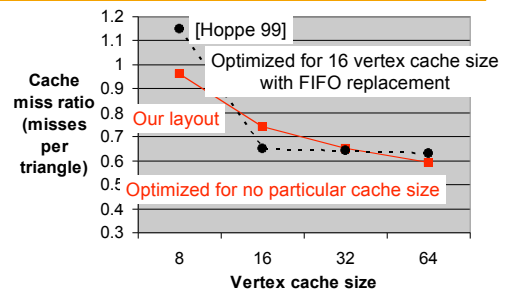 1.2
1.1
1
0.9
0.8
0.7
0.6
0.5
0.4
0.3
Cache
miss ratio
(misses
per
triangle)
[Hoppe 99]
Optimized for 16 vertex cache size
with FIFO replacement
Our layout
Optimized for no particular cache size
8 16 32 64
Vertex cache size